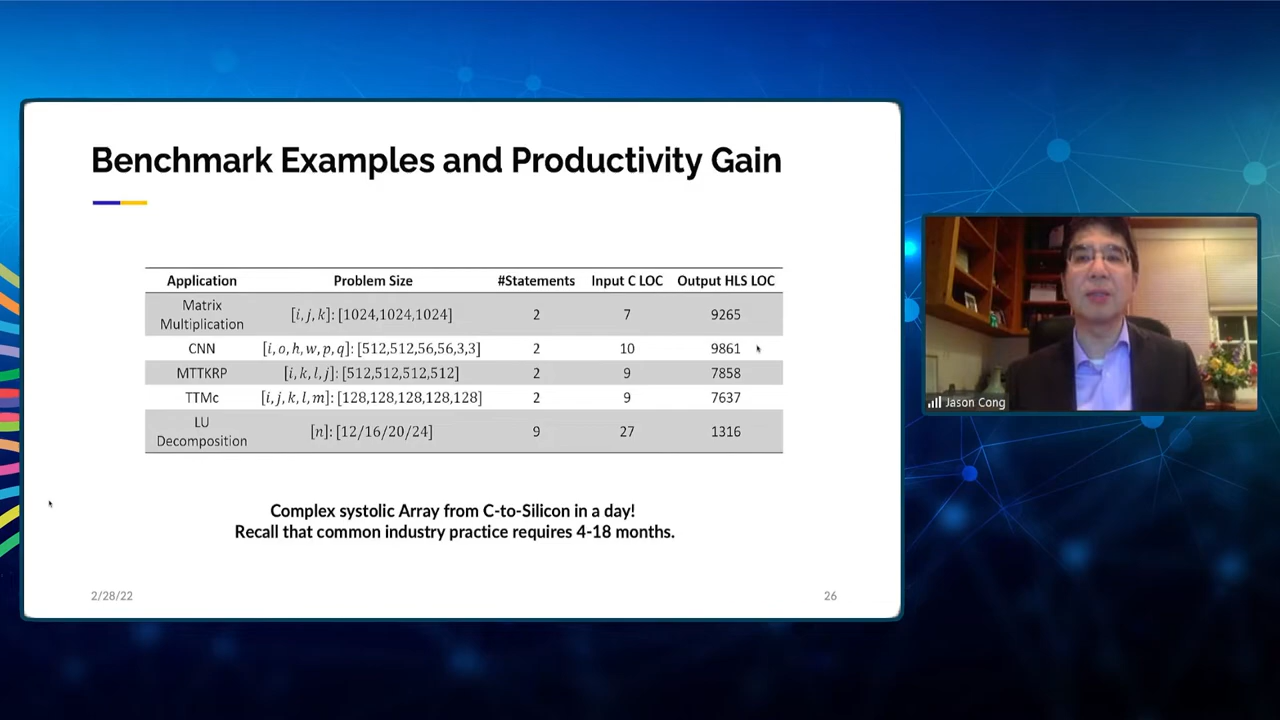 Benchmark Examples and Productivity Gain
Application Problem Size #Statements Input C LOC Output HLS LOC
Matrix Multiplication [i, j, k]: [1024,1024,1024] 2 7 9265
CNN [i, o, h, w, p, q]: [512,512,56,56,3,3] 2 10 9861
MTTKRP [i, k, l, j]: [512,512,512,512] 2 9 7858
TTMc [i, j, k, l, m]: [128,128,128,128,128] 2 9 7637
LU Decomposition [n]: [12/16/20/24] 9 27 1316
Complex systolic Array from C-to-Silicon in a day!
Recall that common industry practice requires 4-18 months.
2/28/22 26
Jason Cong